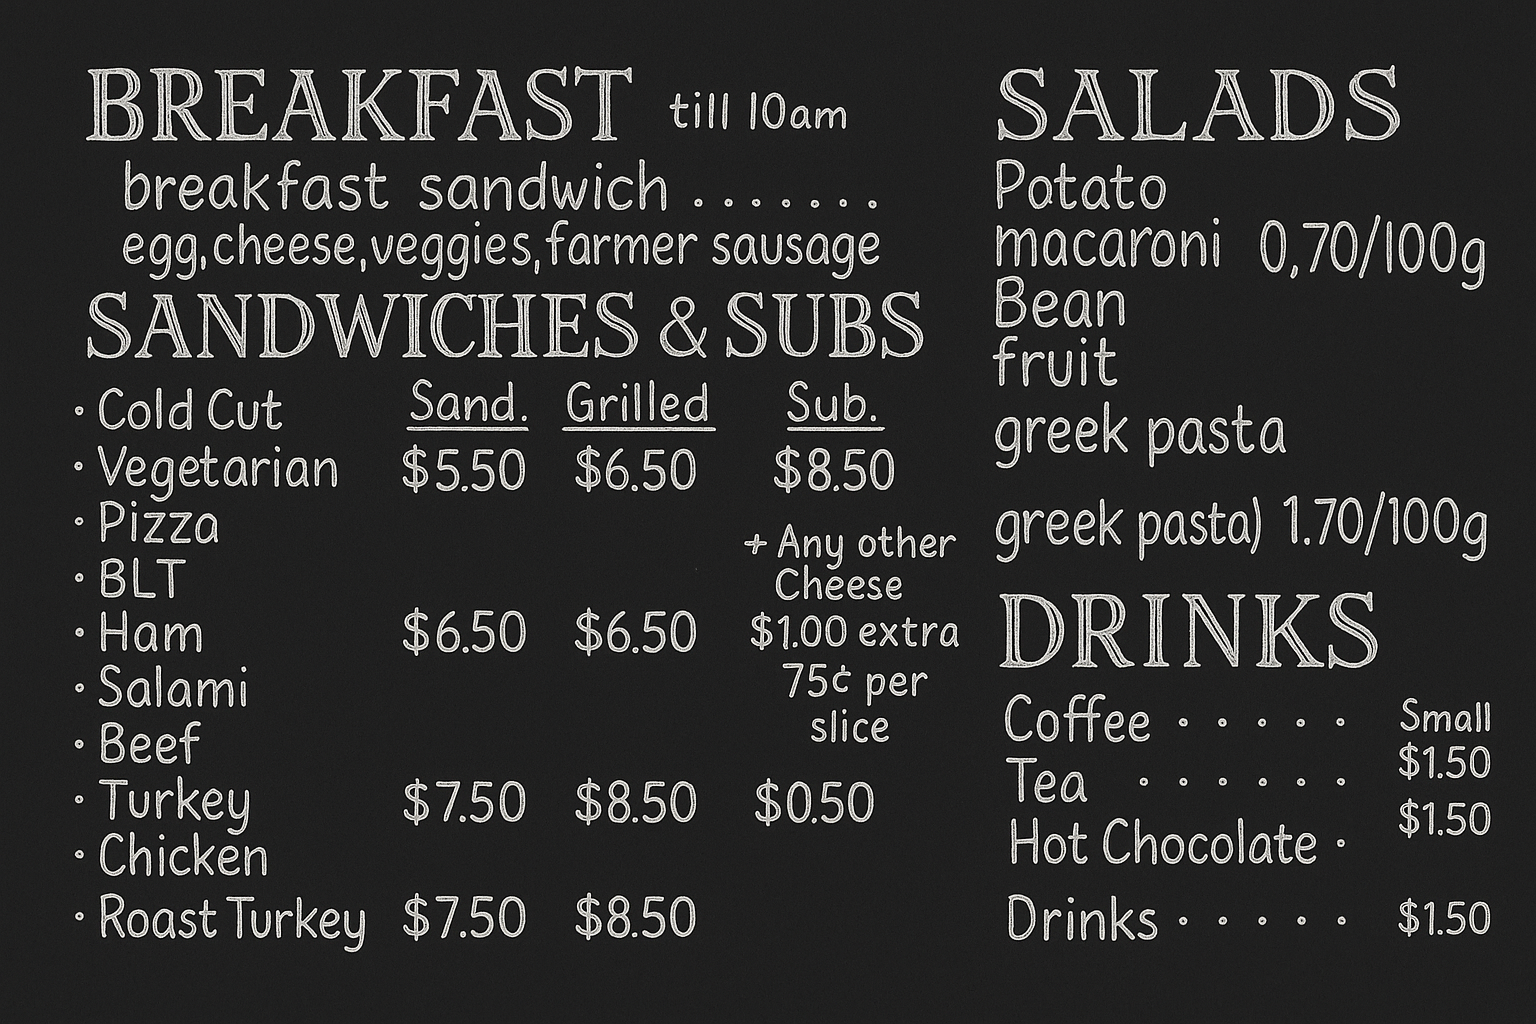 BREAKFAST till 10am
breakfast sandwich .......
egg, cheese, veggies, farmer sausage
SANDWICHES & SUBS
Sand. Grilled Sub.
• Cold Cut
• Vegetarian $5.50 $6.50 $8.50
• Pizza
• BLT
• Ham $6.50 $6.50
• Salami
• Beef
• Turkey $7.50 $8.50 $0.50
• Chicken
• Roast Turkey $7.50 $8.50
+ Any other
Cheese
$1.00 extra
75¢ per
slice
SALADS
Potato
macaroni 0,70/100g
Bean
fruit
greek pasta
greek pasta) 1.70/100g
DRINKS
Coffee ..... Small
$1.50
Tea ......
$1.50
Hot Chocolate .
Drinks ..... $1.50